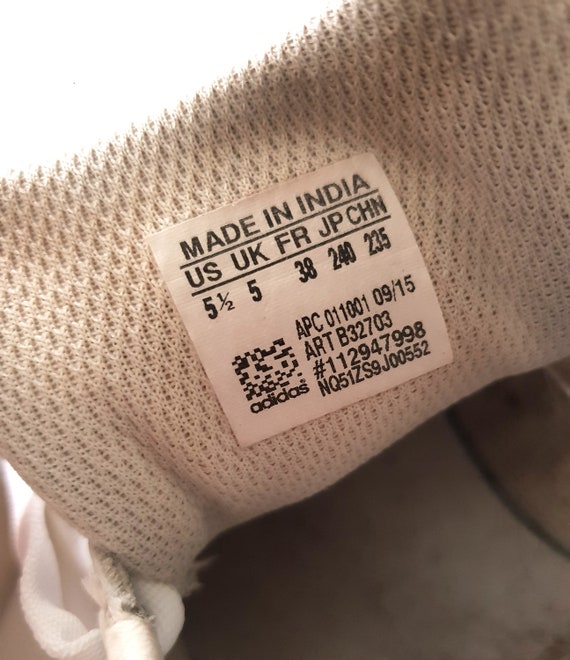 MADE IN INDIA
US UK FR JP CHN
5½ 5 38 240 235
APC 011001 09/15
ART B32703
#112947998
NQ51ZS9J00552
adidas